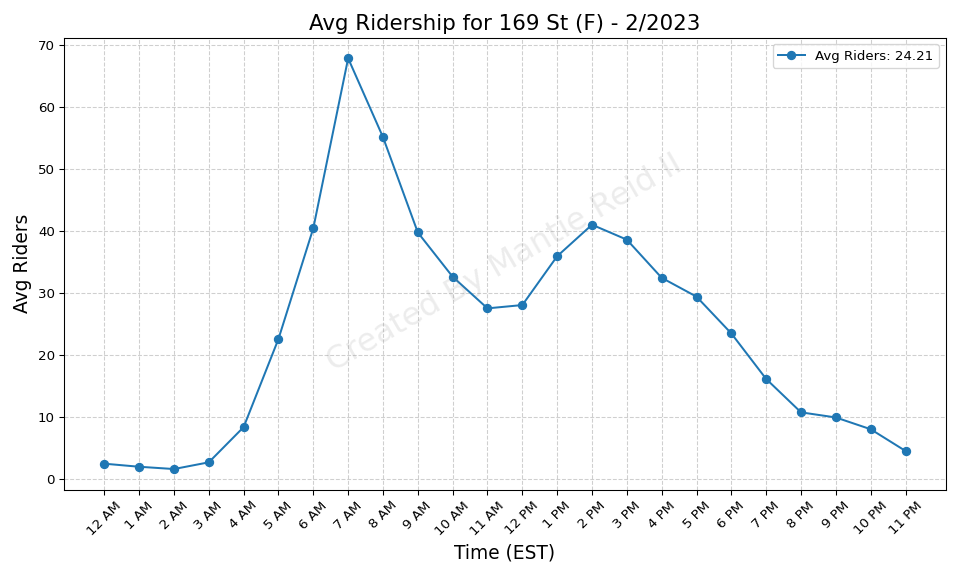 Avg Ridership for 169 St (F) - 2/2023
Avg Riders: 24.21
Avg Riders
70
60
50
40
30
20
10
0
Created By Mantie Reid II
12 AM
1 AM
2 AM
3 AM
4 AM
5 AM
6 AM
7 AM
8 AM
9 AM
10 AM
11 AM
12 PM
1 PM
2 PM
3 PM
4 PM
5 PM
6 PM
7 PM
8 PM
9 PM
10 PM
11 PM
Time (EST)